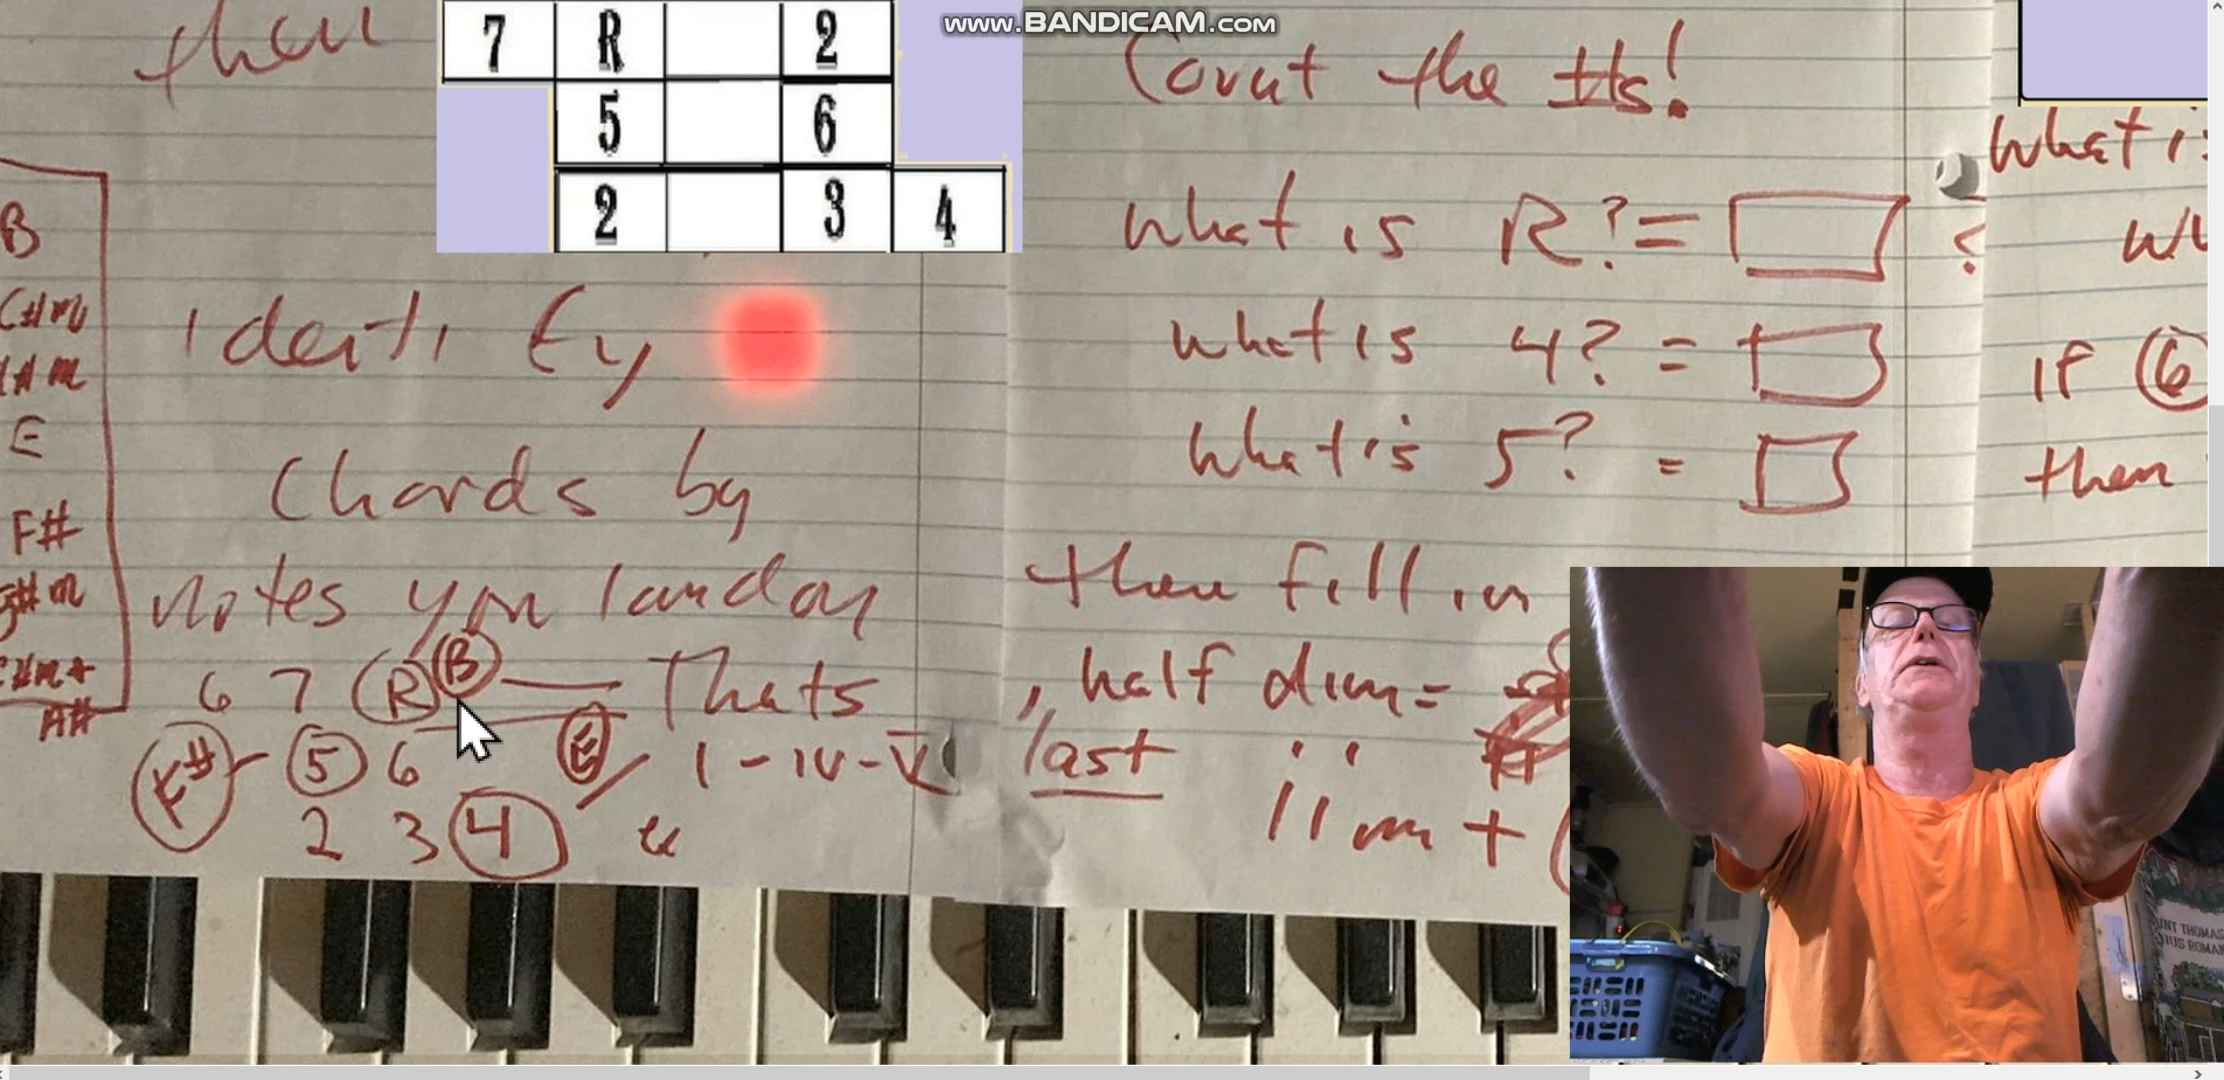 www.BANDICAM.com
then
7 R 2
5 6
2 3 4
B
C#m
E
F#
G#m
A#
Identify
Chords by
notes you land on
6 7 R B Thats
F# 5 6 E I - IV - V
2 3 4
Count the #s!
What is R? = ?
What is 4? =
What is 5? =
then fill in
, half dim =
last ii
iim +
What is
If 6
then